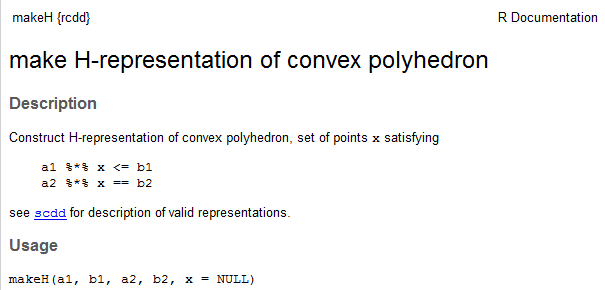 makeH {rcdd} R Documentation
make H-representation of convex polyhedron
Description
Construct H-representation of convex polyhedron, set of points x satisfying
a1 %*% x <= b1
a2 %*% x == b2
see scdd for description of valid representations.
Usage
makeH(a1, b1, a2, b2, x = NULL)